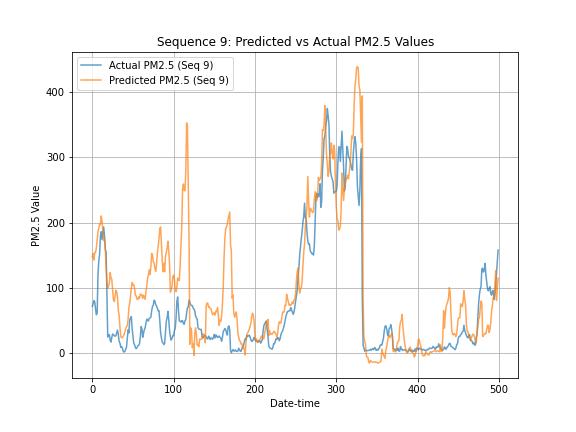 Sequence 9: Predicted vs Actual PM2.5 Values
Actual PM2.5 (Seq 9)
Predicted PM2.5 (Seq 9)
400
300
200
100
0
PM2.5 Value
0
100
200
300
400
500
Date-time